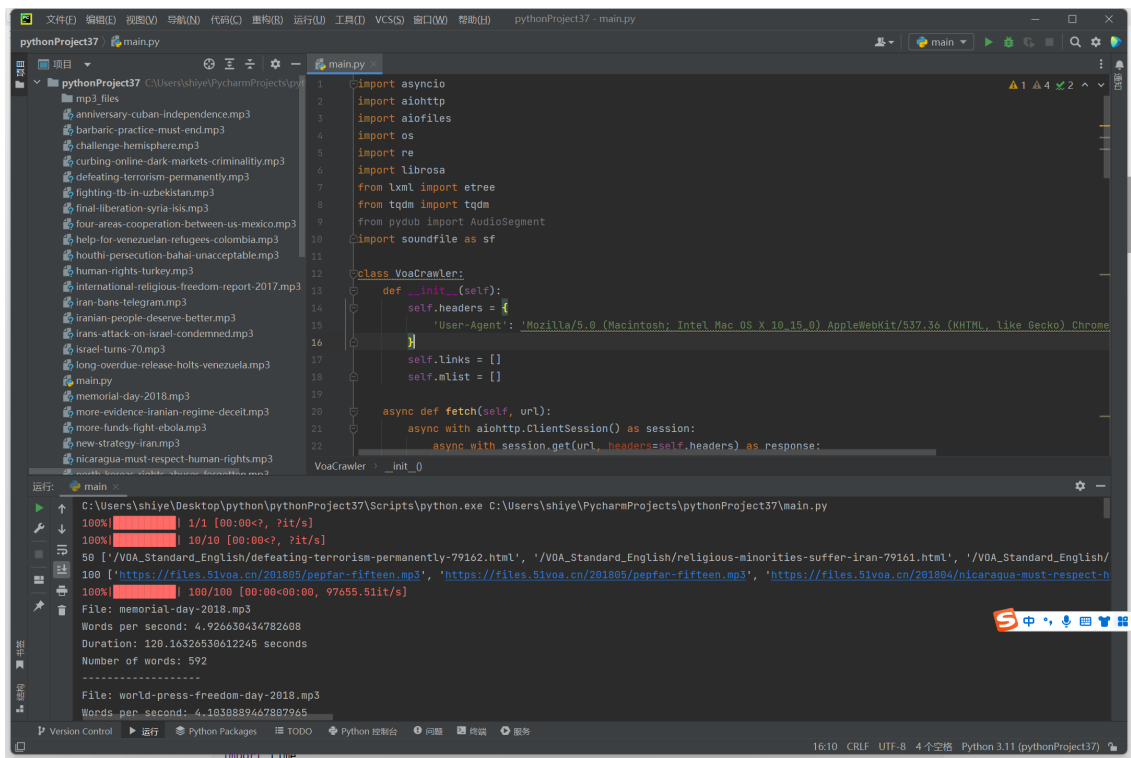 文件(F) 编辑(E) 视图(V) 导航(N) 代码(C) 重构(R) 运行(U) 工具(T) VCS(S) 窗口(W) 帮助(H) pythonProject37 - main.py
pythonProject37 main.py main
项目 main.py
pythonProject37 C:\Users\shiye\PycharmProjects\pyt
mp3_files
anniversary-cuban-independence.mp3
barbaric-practice-must-end.mp3
challenge-hemisphere.mp3
curbing-online-dark-markets-criminalitiy.mp3
defeating-terrorism-permanently.mp3
fighting-tb-in-uzbekistan.mp3
final-liberation-syria-isis.mp3
four-areas-cooperation-between-us-mexico.mp3
help-for-venezuelan-refugees-colombia.mp3
houthi-persecution-bahai-unacceptable.mp3
human-rights-turkey.mp3
international-religious-freedom-report-2017.mp3
iran-bans-telegram.mp3
iranian-people-deserve-better.mp3
irans-attack-on-israel-condemned.mp3
israel-turns-70.mp3
long-overdue-release-holts-venezuela.mp3
main.py
memorial-day-2018.mp3
more-evidence-iranian-regime-deceit.mp3
more-funds-fight-ebola.mp3
new-strategy-iran.mp3
nicaragua-must-respect-human-rights.mp3
north-koreas-rights-abuses-forgotten.mp3
1 import asyncio
2 import aiohttp
3 import aiofiles
4 import os
5 import re
6 import librosa
7 from lxml import etree
8 from tqdm import tqdm
9 from pydub import AudioSegment
10 import soundfile as sf
11
12 class VoaCrawler:
13 def __init__(self):
14 self.headers = {
15 'User-Agent': 'Mozilla/5.0 (Macintosh; Intel Mac OS X 10_15_0) AppleWebKit/537.36 (KHTML, like Gecko) Chrome
16 }
17 self.links = []
18 self.mlist = []
19
20 async def fetch(self, url):
21 async with aiohttp.ClientSession() as session:
22 async with session.get(url, headers=self.headers) as response:
1 4 2
通知
VoaCrawler __init__()
运行: main
C:\Users\shiye\Desktop\python\pythonProject37\Scripts\python.exe C:\Users\shiye\PycharmProjects\pythonProject37\main.py
100%|██████████| 1/1 [00:00<?, ?it/s]
100%|██████████| 10/10 [00:00<?, ?it/s]
50 ['/VOA_Standard_English/defeating-terrorism-permanently-79162.html', '/VOA_Standard_English/religious-minorities-suffer-iran-79161.html', '/VOA_Standard_English/
100 ['https://files.51voa.cn/201805/pepfar-fifteen.mp3', 'https://files.51voa.cn/201805/pepfar-fifteen.mp3', 'https://files.51voa.cn/201804/nicaragua-must-respect-h
100%|██████████| 100/100 [00:00<00:00, 97655.51it/s]
File: memorial-day-2018.mp3
Words per second: 4.926630434782608
Duration: 120.16326530612245 seconds
Number of words: 592
-------------------
File: world-press-freedom-day-2018.mp3
Words per second: 4.1030889467807965
S 中
项目
书签
结构
Version Control 运行 Python Packages TODO Python 控制台 问题 终端 服务
16:10 CRLF UTF-8 4 个空格 Python 3.11 (pythonProject37)